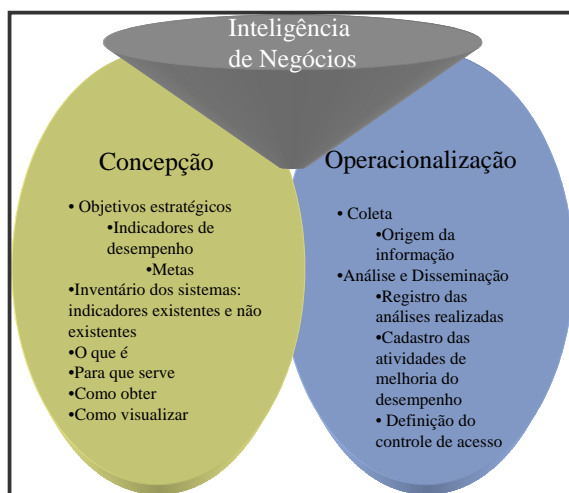 Inteligência
de Negócios
Concepção
• Objetivos estratégicos
•Indicadores de
desempenho
•Metas
•Inventário dos sistemas:
indicadores existentes e não
existentes
•O que é
•Para que serve
•Como obter
•Como visualizar
Operacionalização
• Coleta
•Origem da
informação
•Análise e Disseminação
•Registro das
análises realizadas
•Cadastro das
atividades de
melhoria do
desempenho
• Definição do
controle de acesso